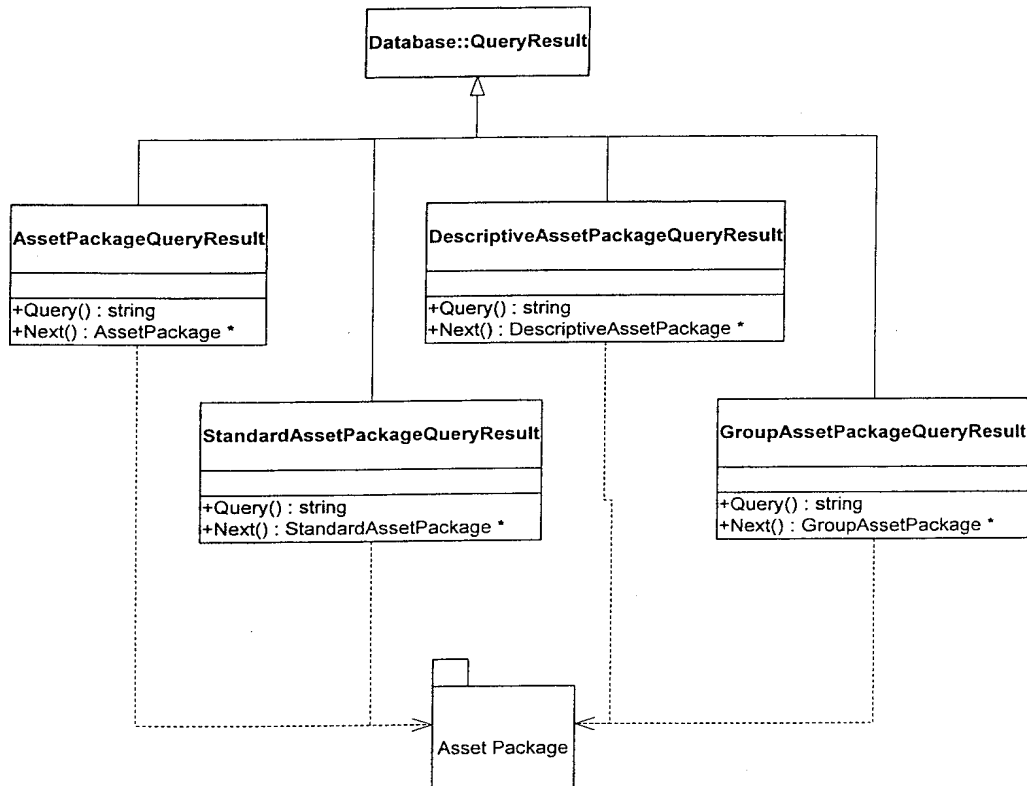 Database::QueryResult
AssetPackageQueryResult
+Query() : string
+Next() : AssetPackage *
DescriptiveAssetPackageQueryResult
+Query() : string
+Next() : DescriptiveAssetPackage *
StandardAssetPackageQueryResult
+Query() : string
+Next() : StandardAssetPackage *
GroupAssetPackageQueryResult
+Query() : string
+Next() : GroupAssetPackage *
Asset Package